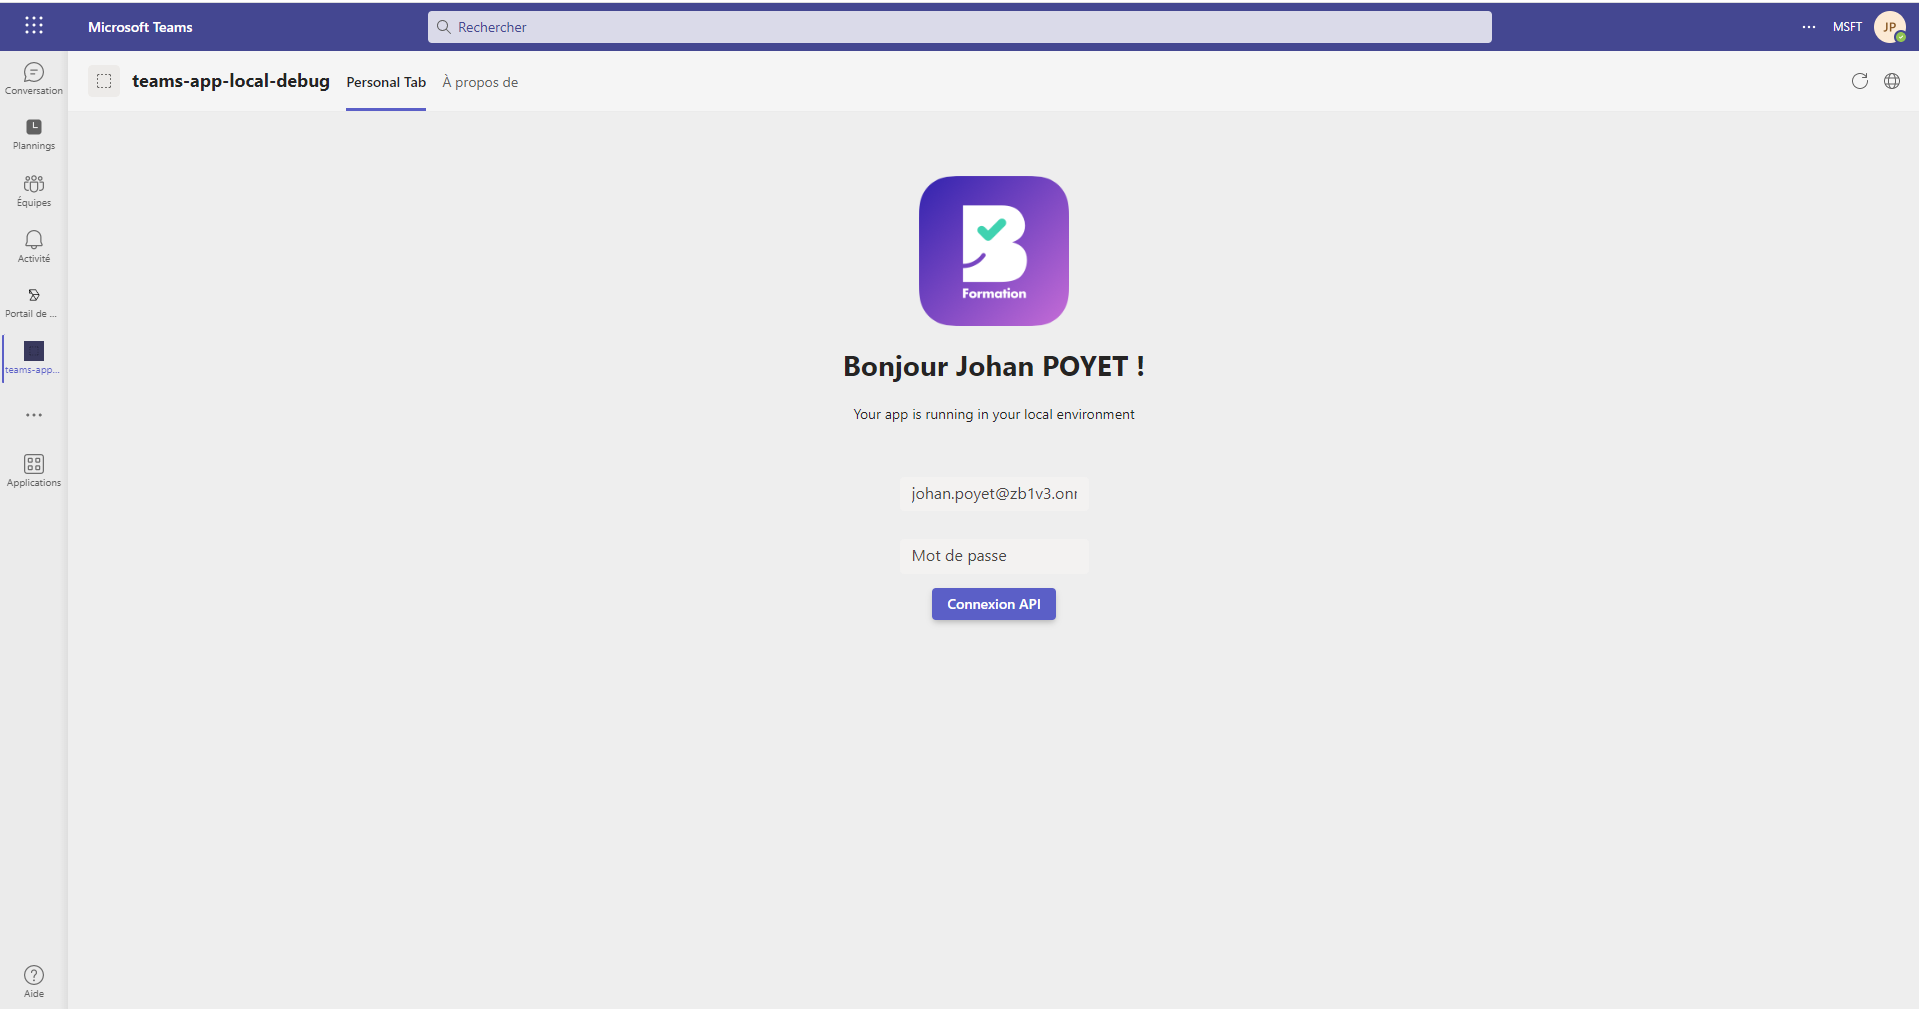 Microsoft Teams
Rechercher
MSFT
JP
Conversation
Plannings
Équipes
Activité
Portail de ...
teams-app...
Applications
Aide
teams-app-local-debug
Personal Tab
À propos de
B
Formation
Bonjour Johan POYET !
Your app is running in your local environment
johan.poyet@zb1v3.onr
Mot de passe
Connexion API